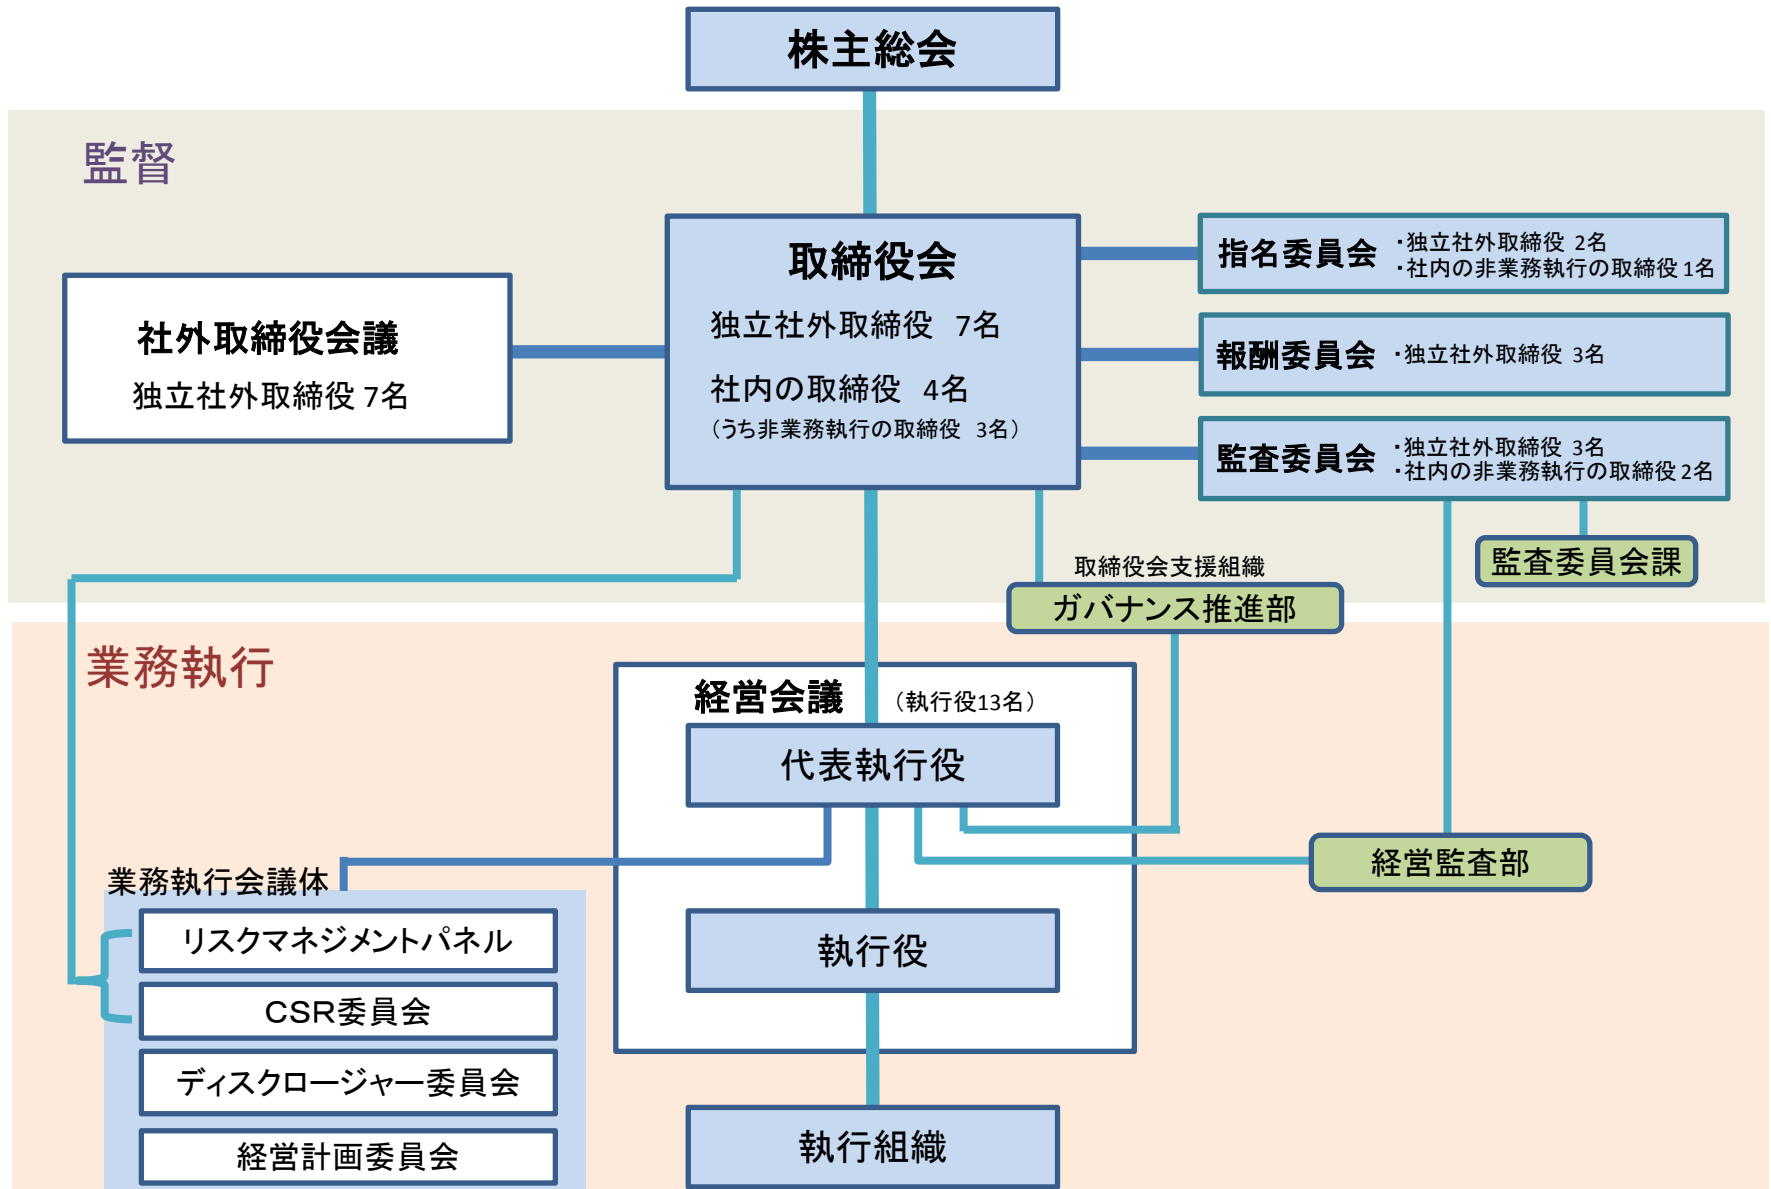 株主総会
監督
取締役会
独立社外取締役 7名
社内の取締役 4名
（うち非業務執行の取締役 3名）
社外取締役会議
独立社外取締役 7名
指名委員会
・独立社外取締役 2名
・社内の非業務執行の取締役 1名
報酬委員会
・独立社外取締役 3名
監査委員会
・独立社外取締役 3名
・社内の非業務執行の取締役 2名
監査委員会課
取締役会支援組織
ガバナンス推進部
業務執行
経営会議 （執行役13名）
代表執行役
経営監査部
業務執行会議体
リスクマネジメントパネル
CSR委員会
ディスクロージャー委員会
経営計画委員会
執行役
執行組織